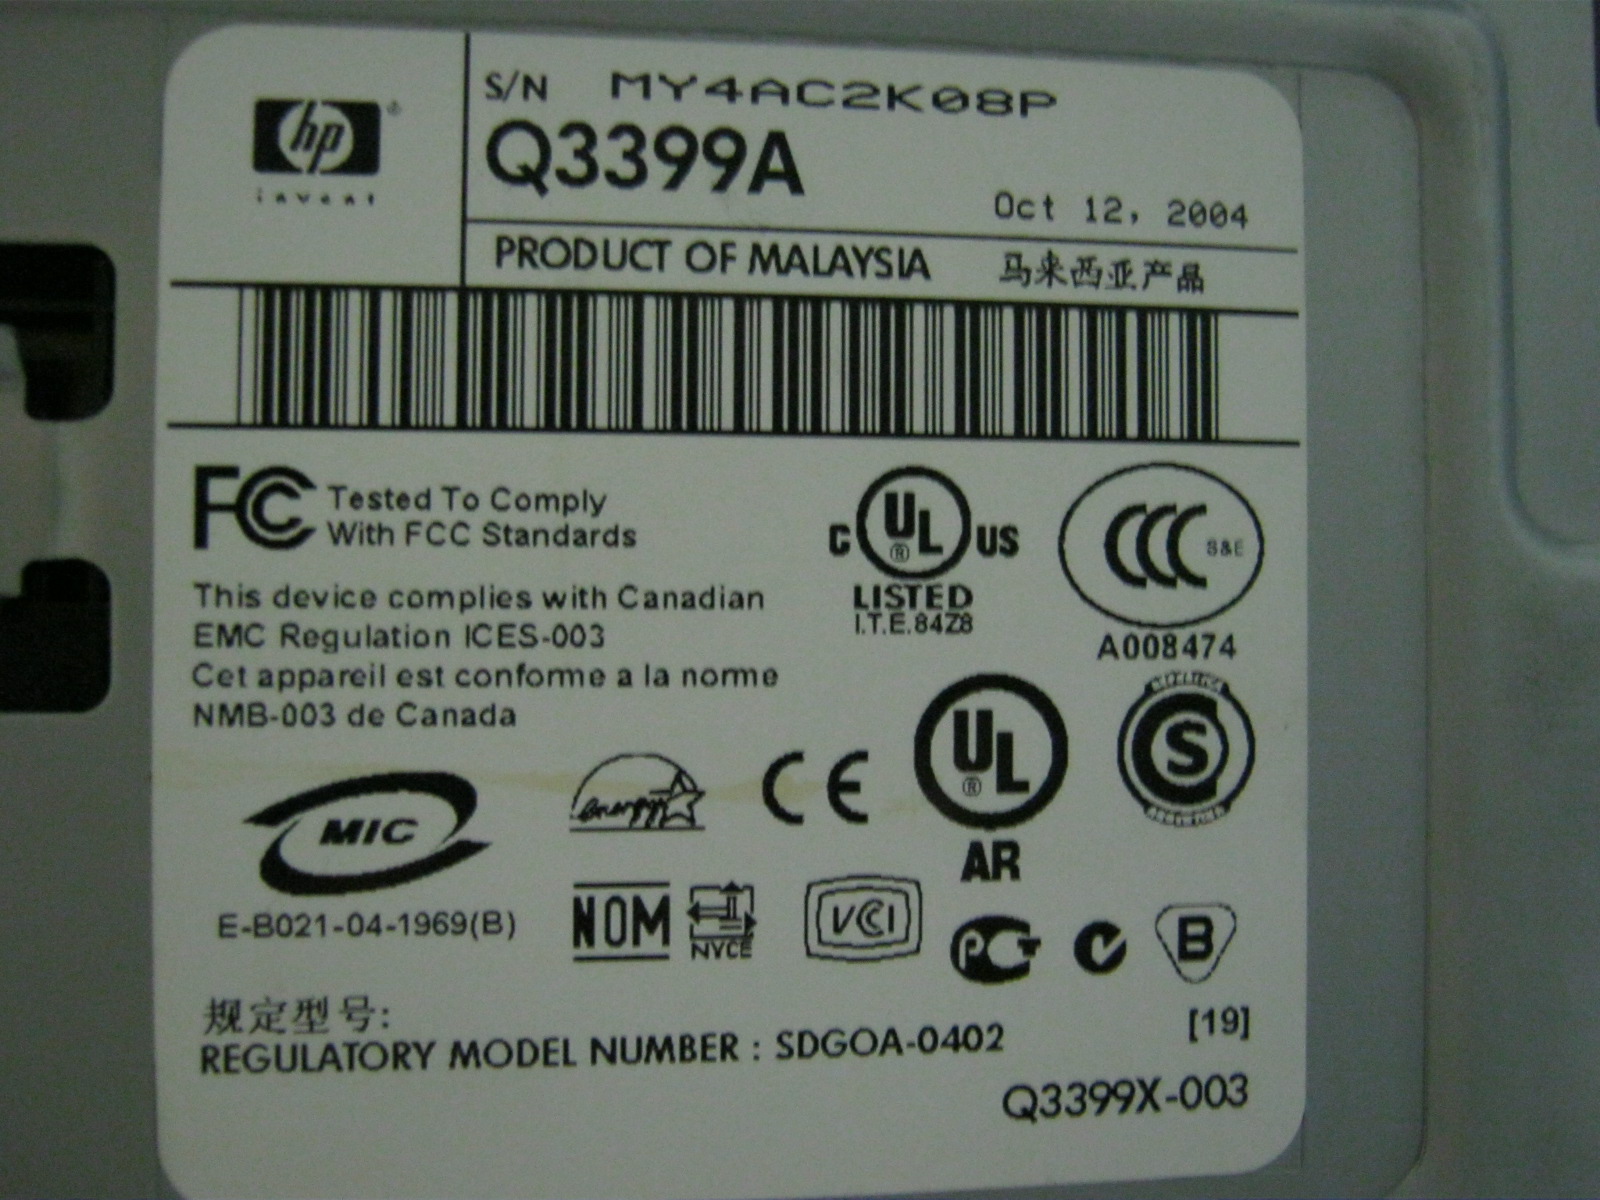 hp
invent
S/N MY4AC2K08P
Q3399A
Oct 12, 2004
PRODUCT OF MALAYSIA 马来西亚产品
FC Tested To Comply
With FCC Standards
This device complies with Canadian
EMC Regulation ICES-003
Cet appareil est conforme a la norme
NMB-003 de Canada
C UL US
LISTED
I.T.E.84Z8
CCC S&E
A008474
MIC
E-B021-04-1969(B)
energy
CE
UL
AR
S
NOM
NYCE
VCCI
PCT
B
规定型号:
REGULATORY MODEL NUMBER : SDGOA-0402
[19]
Q3399X-003